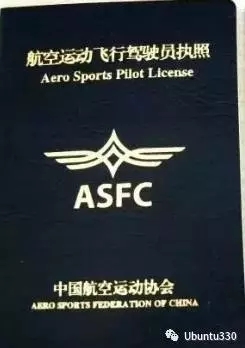 航空运动飞行驾驶员执照
Aero Sports Pilot License
ASFC
中国航空运动协会
AERO SPORTS FEDERATION OF CHINA
Ubuntu330